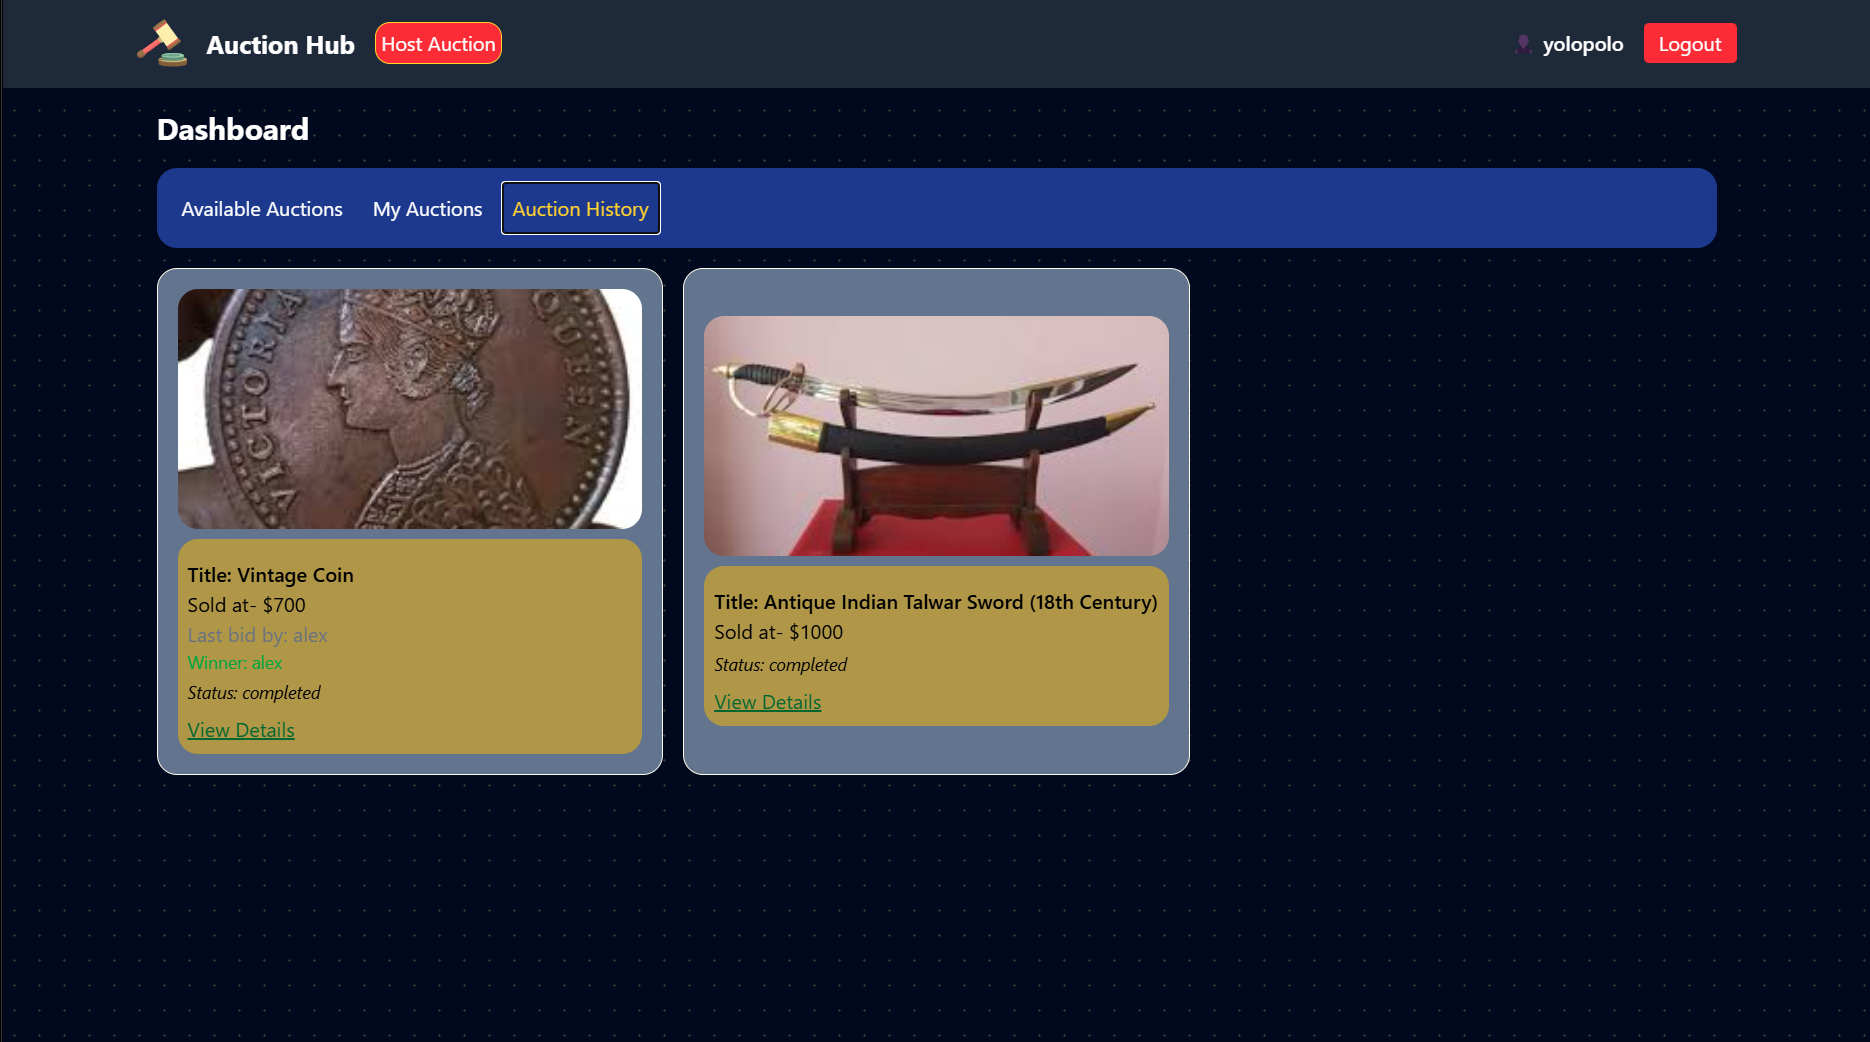 Auction Hub
Host Auction
yolopolo
Logout
Dashboard
Available Auctions
My Auctions
Auction History
VICTORIA
QUEEN
Title: Vintage Coin
Sold at- $700
Last bid by: alex
Winner: alex
Status: completed
View Details
Title: Antique Indian Talwar Sword (18th Century)
Sold at- $1000
Status: completed
View Details